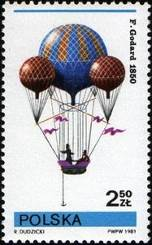 F. Godard 1850
2.50
ZŁ
POLSKA
R. DUDZICKI PWPW 1981